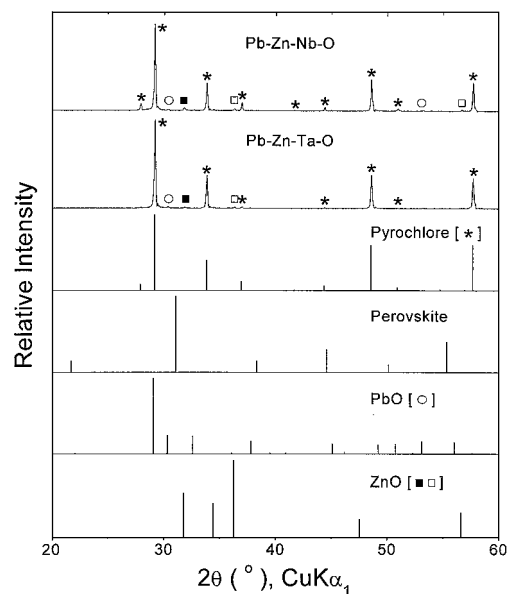 Pb-Zn-Nb-O
Pb-Zn-Ta-O
Pyrochlore [ * ]
Perovskite
PbO [ ○ ]
ZnO [ ■ □ ]
Relative Intensity
20 30 40 50 60
2θ ( ° ), CuKα₁